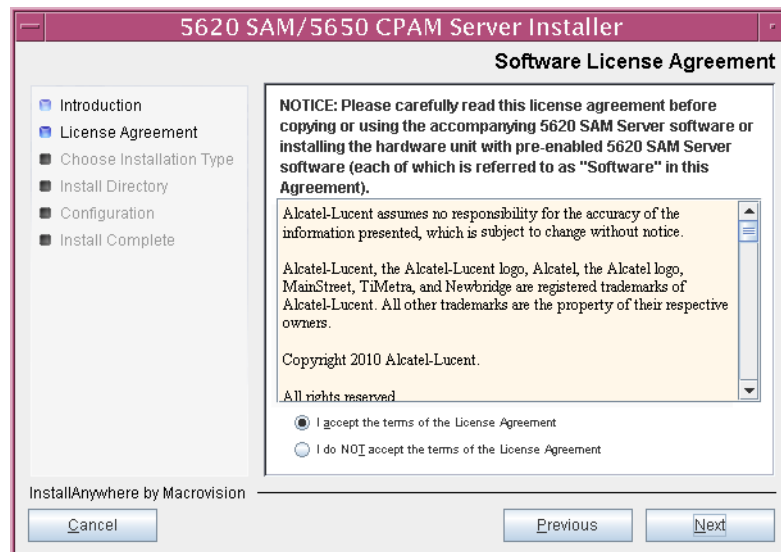 5620 SAM/5650 CPAM Server Installer
Software License Agreement
Introduction
License Agreement
Choose Installation Type
Install Directory
Configuration
Install Complete
NOTICE: Please carefully read this license agreement before
copying or using the accompanying 5620 SAM Server software or
installing the hardware unit with pre-enabled 5620 SAM Server
software (each of which is referred to as "Software" in this
Agreement).
Alcatel-Lucent assumes no responsibility for the accuracy of the
information presented, which is subject to change without notice.
Alcatel-Lucent, the Alcatel-Lucent logo, Alcatel, the Alcatel logo,
MainStreet, TiMetra, and Newbridge are registered trademarks of
Alcatel-Lucent. All other trademarks are the property of their respective
owners.
Copyright 2010 Alcatel-Lucent.
All rights reserved
I accept the terms of the License Agreement
I do NOT accept the terms of the License Agreement
InstallAnywhere by Macrovision
Cancel
Previous
Next